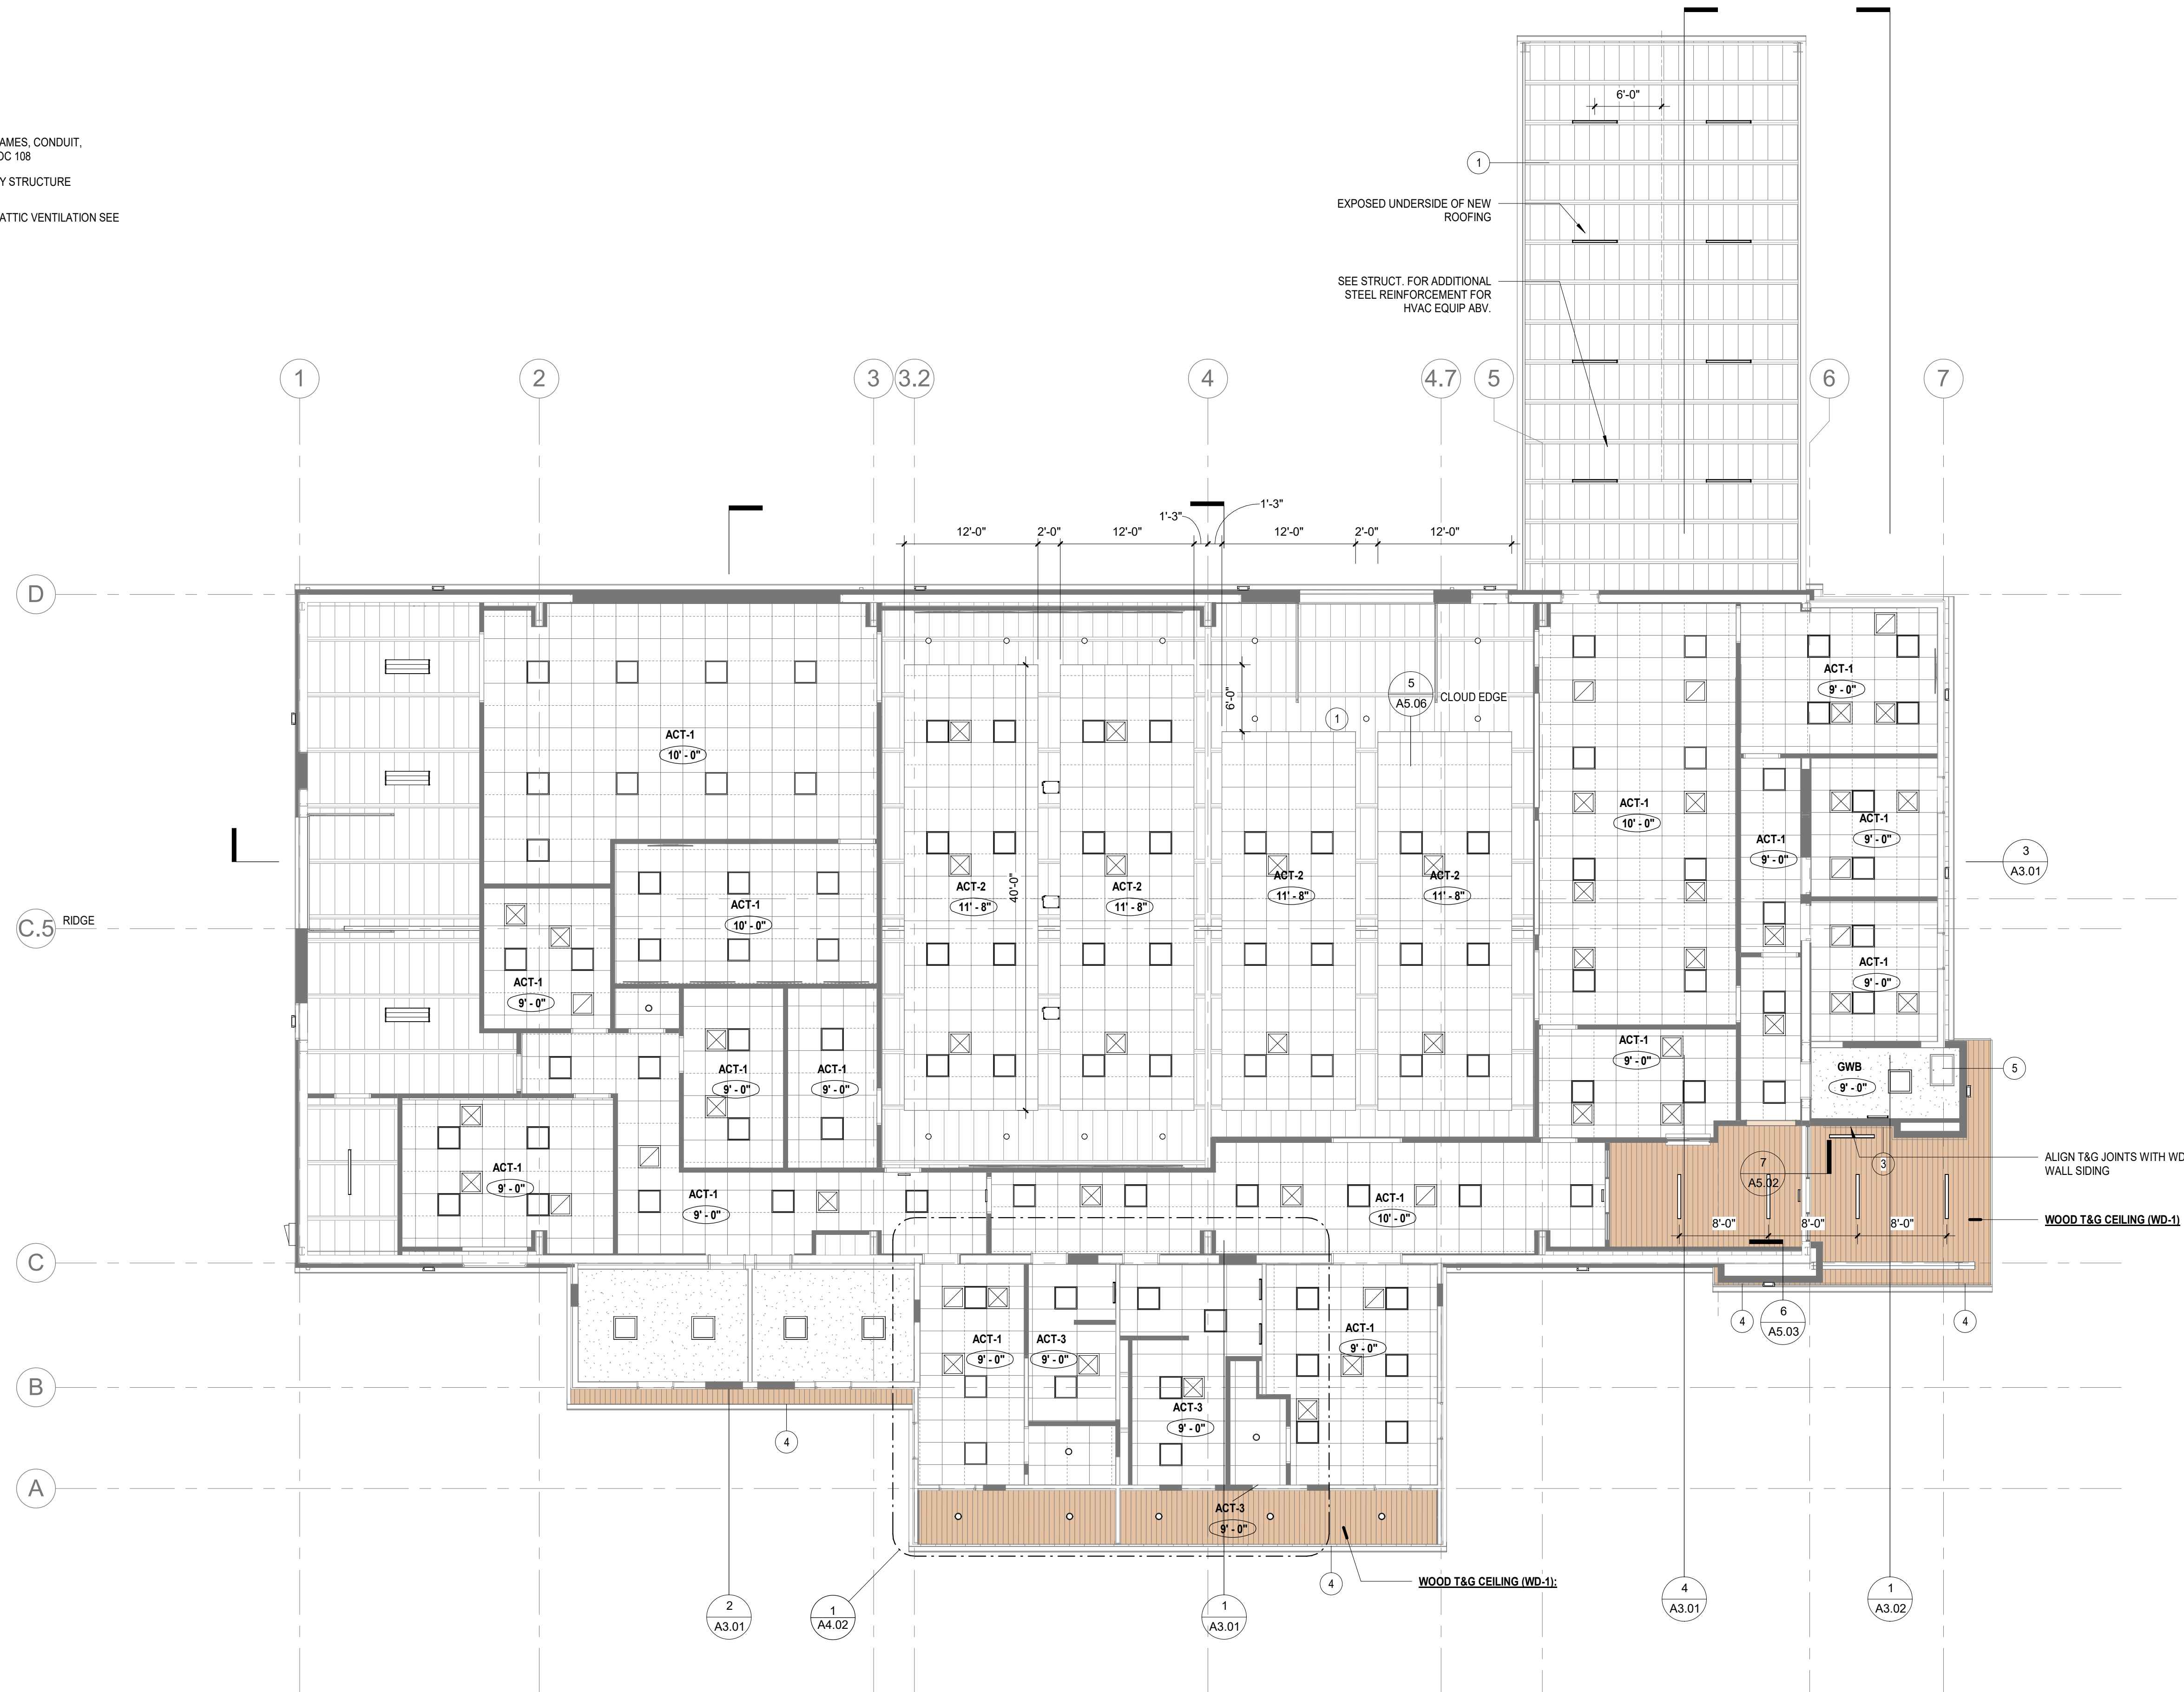 AMES, CONDUIT,
OC 108
Y STRUCTURE
ATTIC VENTILATION SEE
6'-0"
1
EXPOSED UNDERSIDE OF NEW
ROOFING
SEE STRUCT. FOR ADDITIONAL
STEEL REINFORCEMENT FOR
HVAC EQUIP ABV.
1
2
3
3.2
4
4.7
5
6
7
1'-3"
1'-3"
12'-0"
2'-0"
12'-0"
12'-0"
2'-0"
12'-0"
D
ACT-1
10' - 0"
6'-0"
5
A5.06
CLOUD EDGE
1
ACT-1
9' - 0"
ACT-1
10' - 0"
ACT-1
9' - 0"
ACT-1
9' - 0"
3
A3.01
ACT-2
11' - 8"
40'-0"
ACT-2
11' - 8"
ACT-2
11' - 8"
ACT-2
11' - 8"
ACT-1
10' - 0"
C.5
RIDGE
ACT-1
9' - 0"
ACT-1
9' - 0"
ACT-1
9' - 0"
ACT-1
9' - 0"
ACT-1
9' - 0"
GWB
9' - 0"
5
ACT-1
9' - 0"
ACT-1
9' - 0"
ACT-1
10' - 0"
7
A5.02
3
ALIGN T&G JOINTS WITH WD
WALL SIDING
8'-0"
8'-0"
8'-0"
WOOD T&G CEILING (WD-1)
C
4
6
A5.03
4
ACT-1
9' - 0"
ACT-3
9' - 0"
ACT-3
9' - 0"
ACT-1
9' - 0"
B
4
A
ACT-3
9' - 0"
4
WOOD T&G CEILING (WD-1):
2
A3.01
1
A4.02
1
A3.01
4
A3.01
1
A3.02